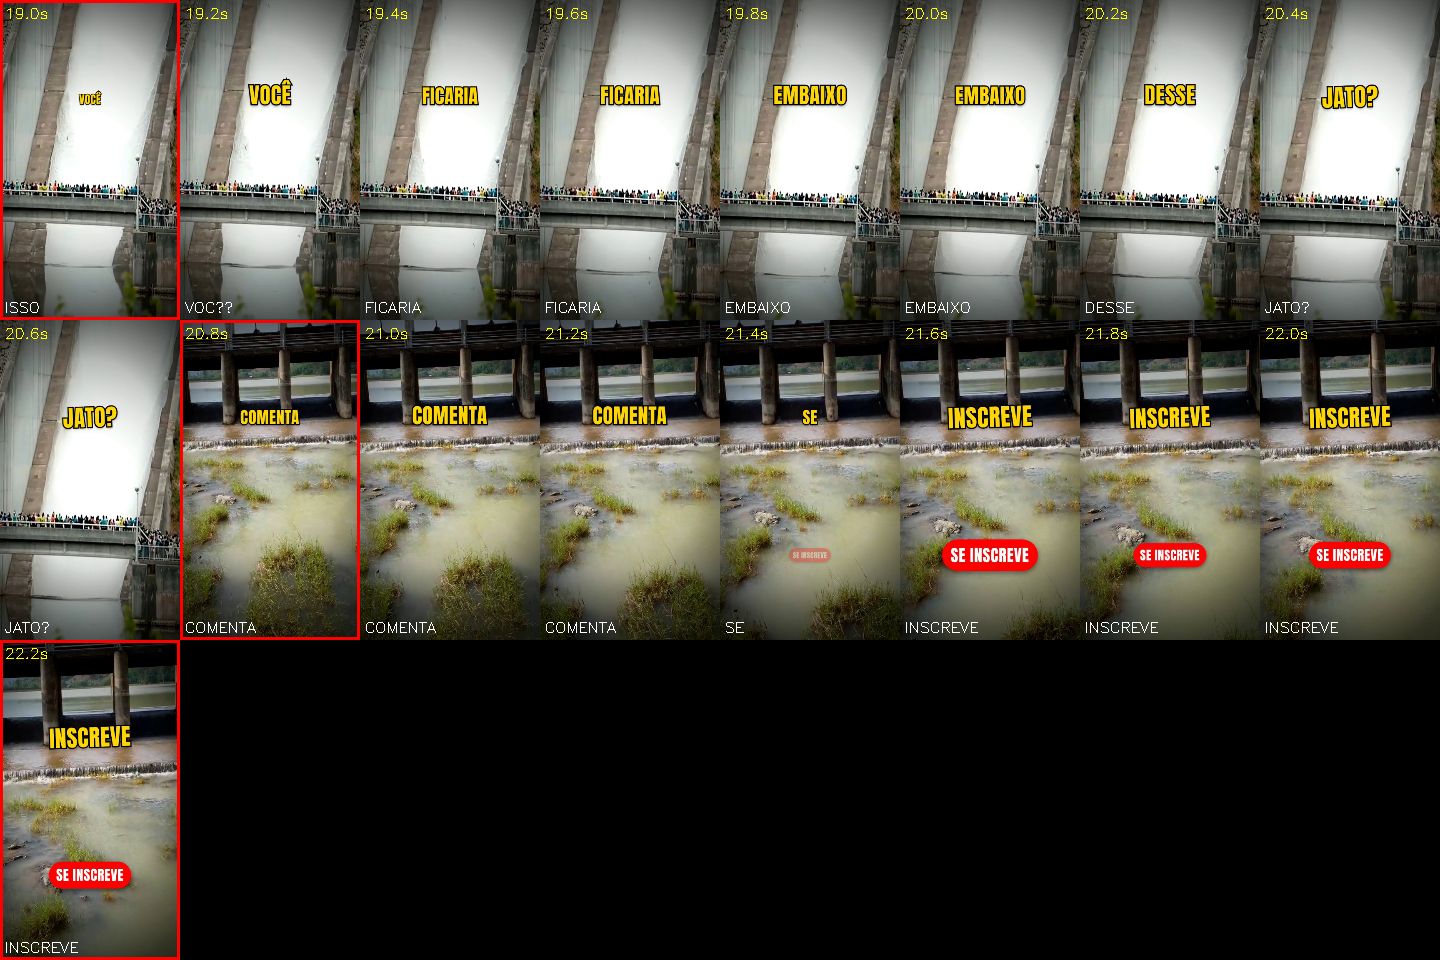 19.0s
VOCÊ
ISSO
19.2s
VOCÊ
VOC??
19.4s
FICARIA
FICARIA
19.6s
FICARIA
FICARIA
19.8s
EMBAIXO
EMBAIXO
20.0s
EMBAIXO
EMBAIXO
20.2s
DESSE
DESSE
20.4s
JATO?
JATO?
20.6s
JATO?
JATO?
20.8s
COMENTA
COMENTA
21.0s
COMENTA
COMENTA
21.2s
COMENTA
COMENTA
21.4s
SE
SE INSCREVE
SE
21.6s
INSCREVE
SE INSCREVE
INSCREVE
21.8s
INSCREVE
SE INSCREVE
INSCREVE
22.0s
INSCREVE
SE INSCREVE
INSCREVE
22.2s
INSCREVE
SE INSCREVE
INSCREVE